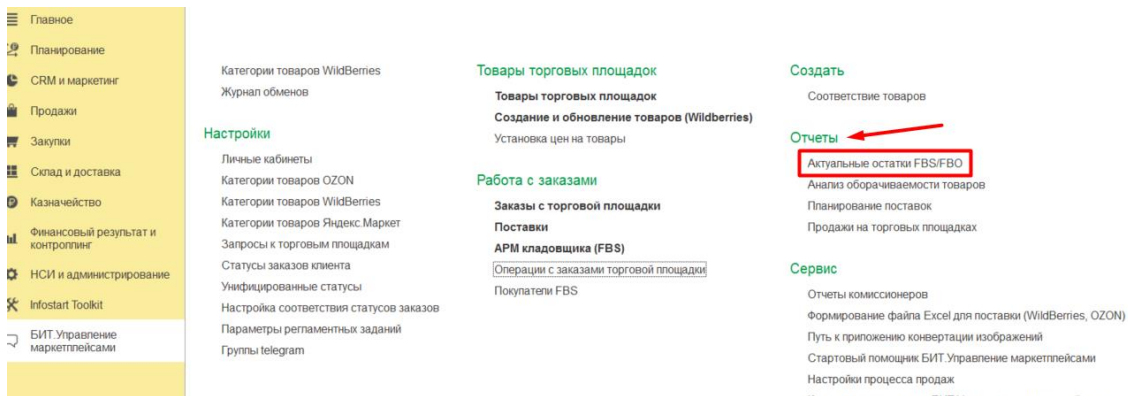 Главное
Планирование
CRM и маркетинг
Продажи
Закупки
Склад и доставка
Казначейство
Финансовый результат и
контроллинг
НСИ и администрирование
Infostart Toolkit
БИТ.Управление
маркетплейсами
Категории товаров WildBerries
Журнал обменов
Настройки
Личные кабинеты
Категории товаров OZON
Категории товаров WildBerries
Категории товаров Яндекс.Маркет
Запросы к торговым площадкам
Статусы заказов клиента
Унифицированные статусы
Настройка соответствия статусов заказов
Параметры регламентных заданий
Группы telegram
Товары торговых площадок
Товары торговых площадок
Создание и обновление товаров (Wildberries)
Установка цен на товары
Работа с заказами
Заказы с торговой площадки
Поставки
АРМ кладовщика (FBS)
Операции с заказами торговой площадки
Покупатели FBS
Создать
Соответствие товаров
Отчеты
Актуальные остатки FBS/FBO
Анализ оборачиваемости товаров
Планирование поставок
Продажи на торговых площадках
Сервис
Отчеты комиссионеров
Формирование файла Excel для поставки (WildBerries, OZON)
Путь к приложению конвертации изображений
Стартовый помощник БИТ.Управление маркетплейсами
Настройки процесса продаж